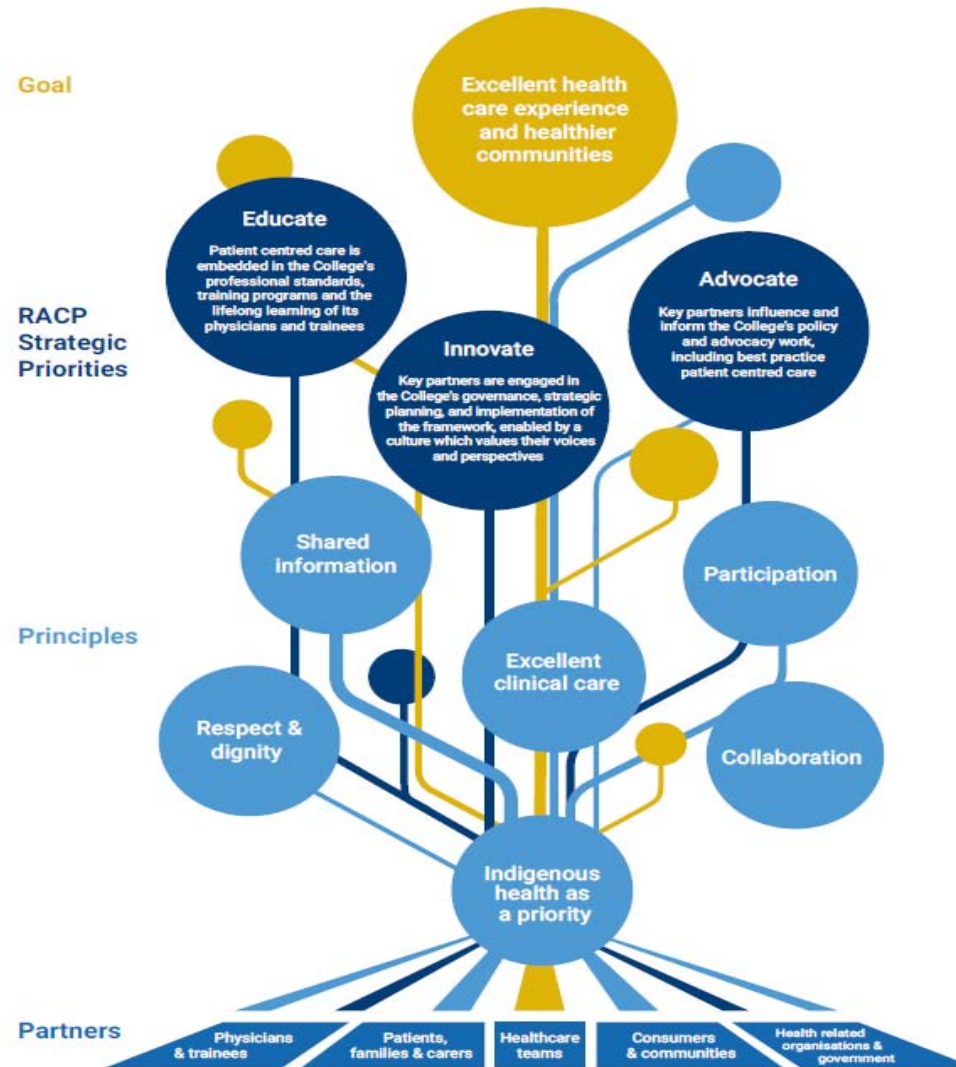 Goal
Excellent health
care experience
and healthier
communities
Educate
Patient centred care is
embedded in the College's
professional standards,
training programs and the
lifelong learning of its
physicians and trainees
Advocate
Key partners influence and
inform the College's policy
and advocacy work,
including best practice
patient centred care
RACP
Strategic
Priorities
Innovate
Key partners are engaged in
the College's governance, strategic
planning, and implementation of
the framework, enabled by a
culture which values their voices
and perspectives
Shared
information
Participation
Principles
Excellent
clinical care
Respect &
dignity
Collaboration
Indigenous
health as
a priority
Partners
Physicians
& trainees
Patients,
families & carers
Healthcare
teams
Consumers
& communities
Health related
organisations &
government